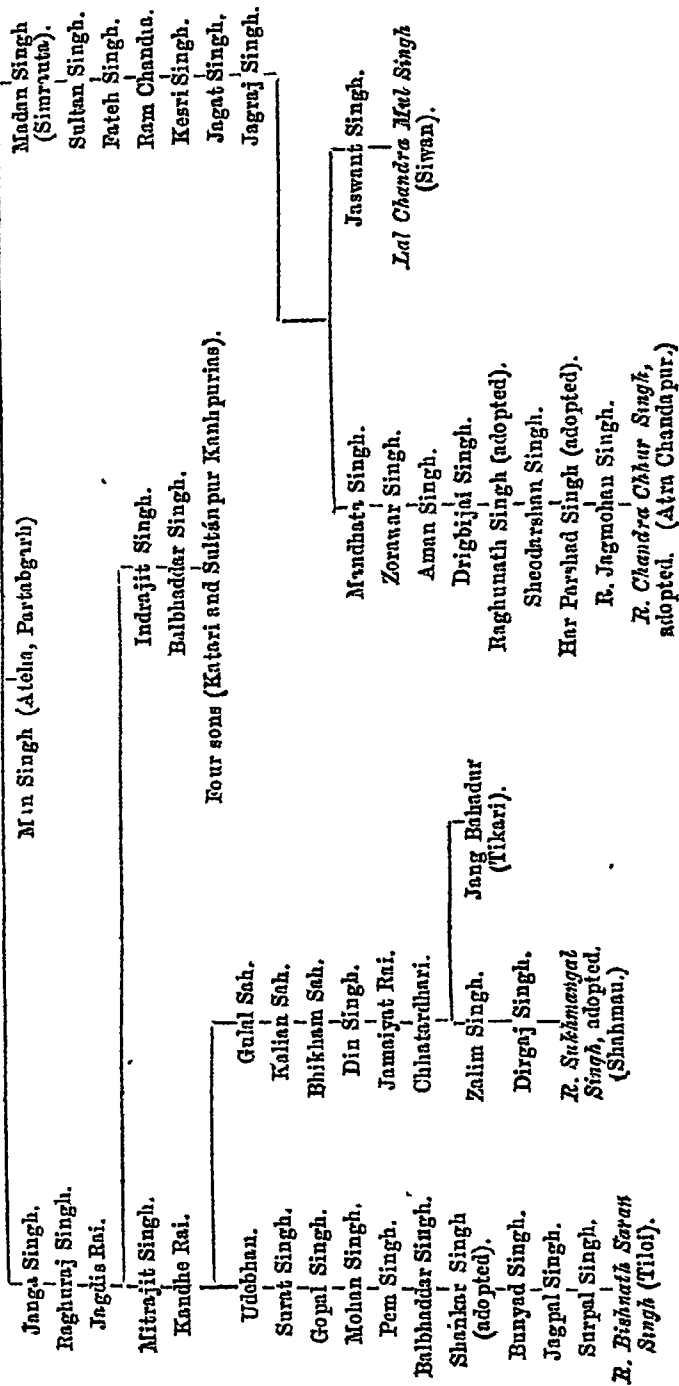 Janga Singh.
Raghuraj Singh.
Jagdis Rai.
Mitrajit Singh.
Kandhe Rai.
Udebhan.
Surat Singh.
Gopal Singh.
Mohan Singh.
Pem Singh.
Balbhaddar Singh.
Shankar Singh
(adopted).
Bunyad Singh.
Jagpal Singh.
Surpal Singh.
R. Bishnath Saran
Singh (Tiloi).
Gulal Sah.
Kalian Sah.
Bhikham Sah.
Din Singh.
Jamaiyat Rai.
Chhatardhari.
Zalim Singh.
Dirgaj Singh.
R. Sukhmangal
Singh, adopted.
(Shahmau.)
Jang Bahadur
(Tikari).
Man Singh (Ateha, Partabgarh)
Indrajit Singh.
Balbhaddar Singh.
Four sons (Katari and Sultánpur Kanhpurias).
Madan Singh
(Simrauta).
Sultan Singh.
Fateh Singh.
Ram Chandra.
Kesri Singh.
Jagat Singh.
Jagraj Singh.
Mandhata Singh.
Zorawar Singh.
Aman Singh.
Drigbijai Singh.
Raghunath Singh (adopted).
Sheodarshan Singh.
Har Parshad Singh (adopted).
R. Jagmohan Singh.
R. Chandra Chhur Singh,
adopted. (Atra Chandapur.)
Jaswant Singh.
Lal Chandra Mul Singh
(Siwan).